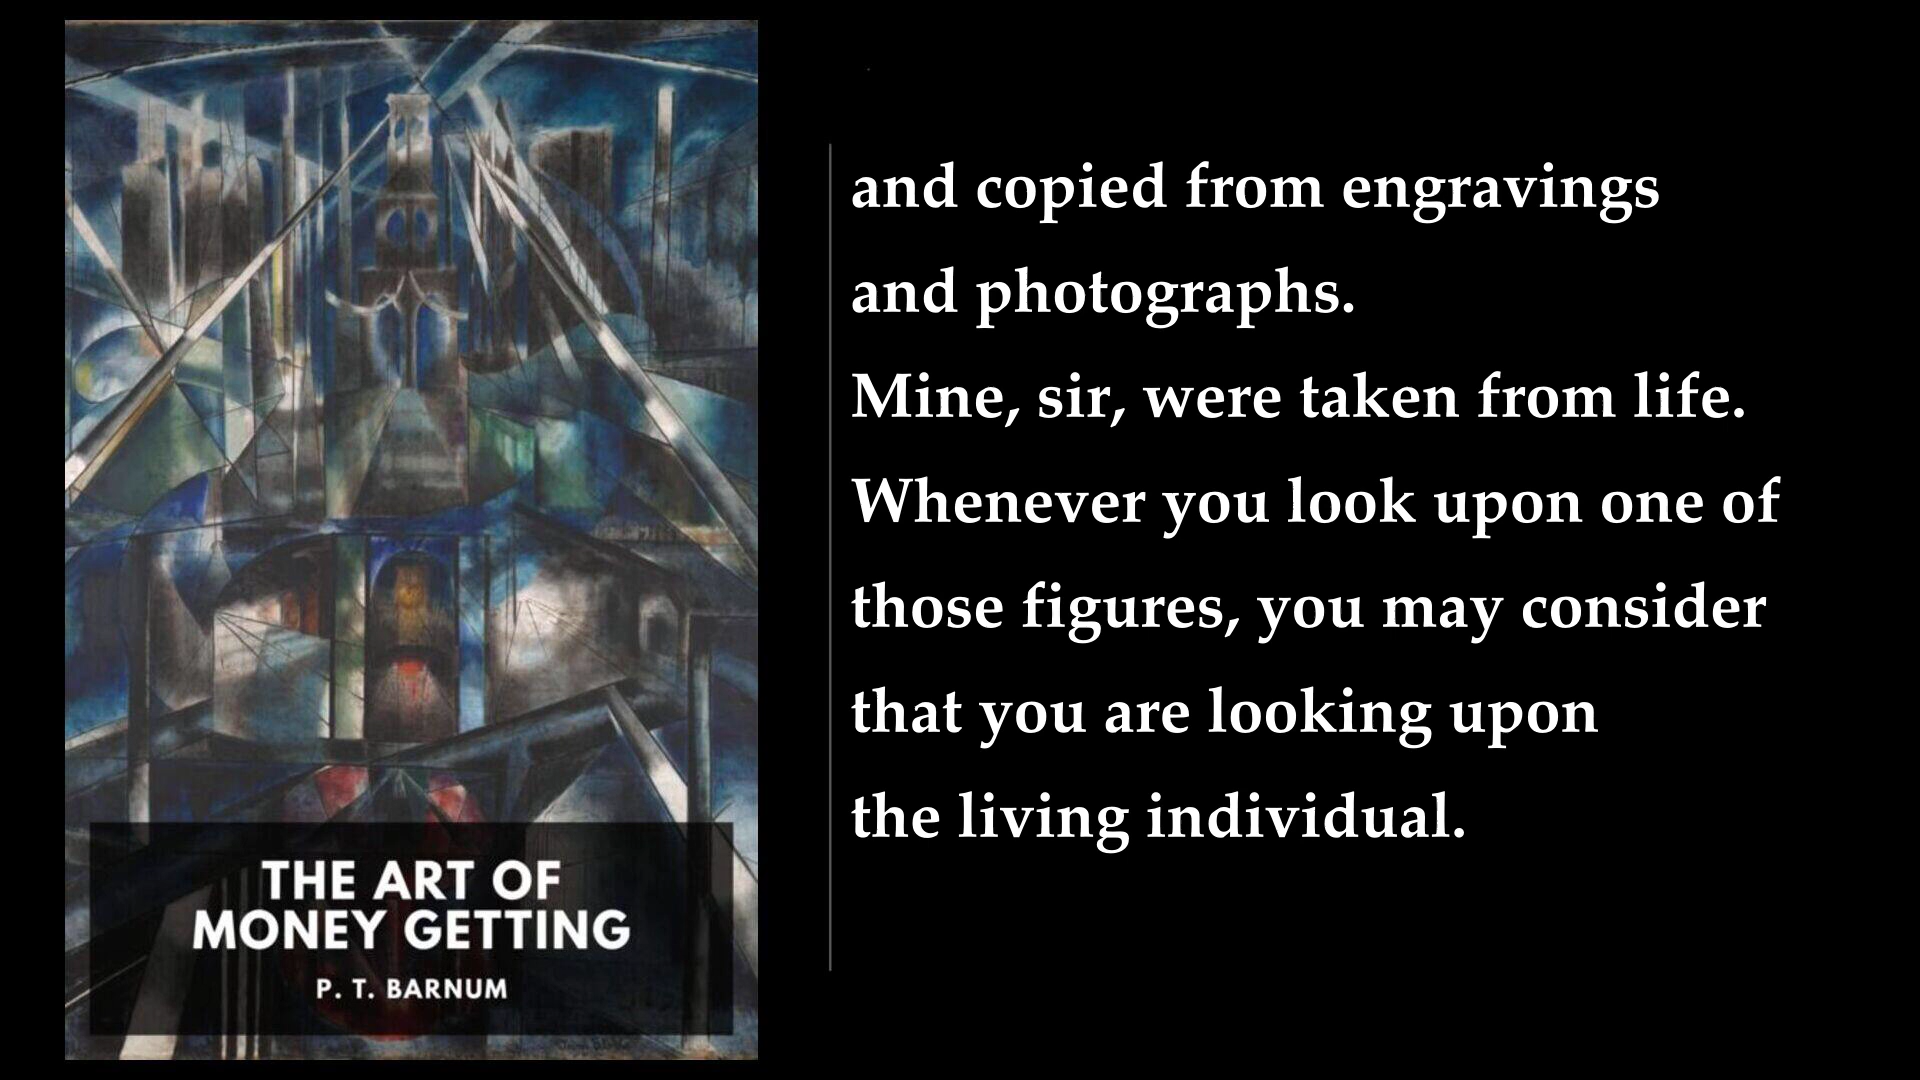 THE ART OF
MONEY GETTING
P. T. BARNUM
and copied from engravings
and photographs.
Mine, sir, were taken from life.
Whenever you look upon one of
those figures, you may consider
that you are looking upon
the living individual.